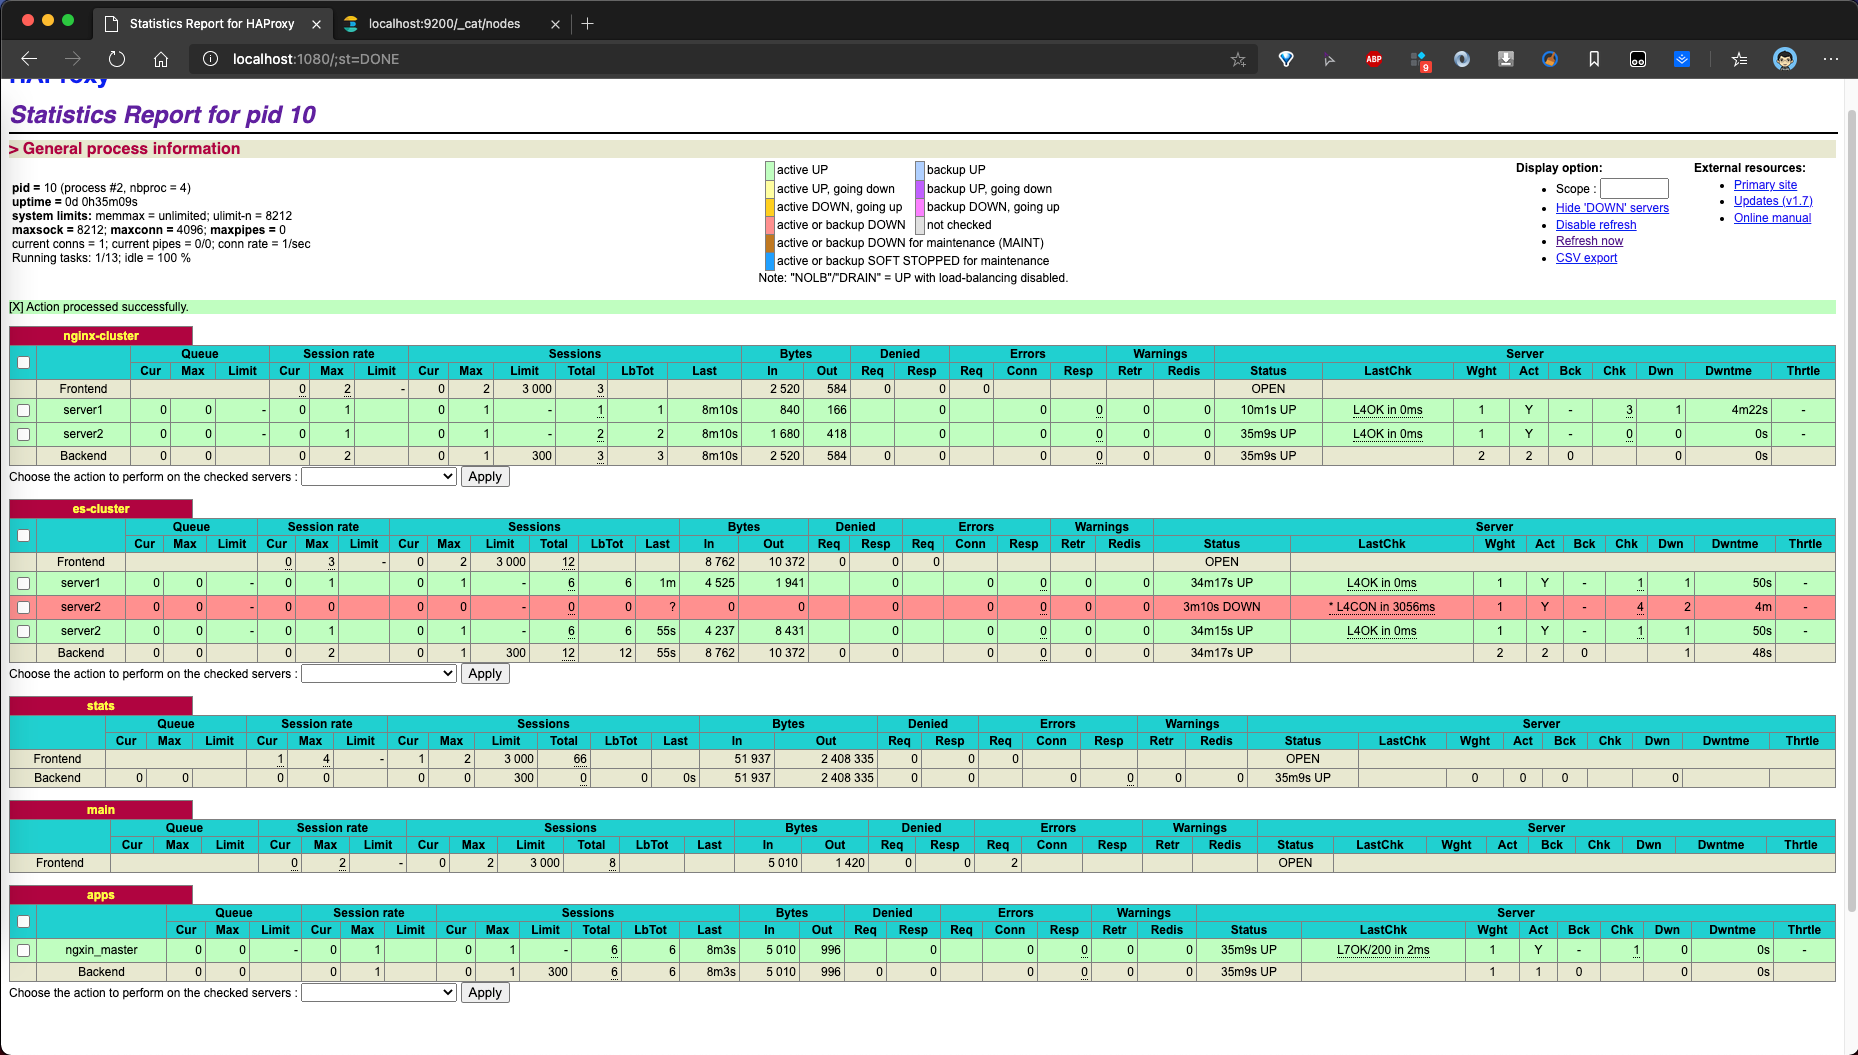 Statistics Report for HAProxy
localhost:9200/_cat/nodes
localhost:1080/;st=DONE
ABP
9
HAProxy
Statistics Report for pid 10
> General process information
pid = 10 (process #2, nbproc = 4)
uptime = 0d 0h35m09s
system limits: memmax = unlimited; ulimit-n = 8212
maxsock = 8212; maxconn = 4096; maxpipes = 0
current conns = 1; current pipes = 0/0; conn rate = 1/sec
Running tasks: 1/13; idle = 100 %
active UP backup UP
active UP, going down backup UP, going down
active DOWN, going up backup DOWN, going up
active or backup DOWN not checked
active or backup DOWN for maintenance (MAINT)
active or backup SOFT STOPPED for maintenance
Note: "NOLB"/"DRAIN" = UP with load-balancing disabled.
Display option:
Scope :
Hide 'DOWN' servers
Disable refresh
Refresh now
CSV export
External resources:
Primary site
Updates (v1.7)
Online manual
[X] Action processed successfully.
nginx-cluster
Queue Session rate Sessions Bytes Denied Errors Warnings Server
Cur Max Limit Cur Max Limit Cur Max Limit Total LbTot Last In Out Req Resp Req Conn Resp Retr Redis Status LastChk Wght Act Bck Chk Dwn Dwntme Thrtle
Frontend 0 2 - 0 2 3 000 3 2 520 584 0 0 0 OPEN
server1 0 0 - 0 1 0 1 - 1 1 8m10s 840 166 0 0 0 0 0 10m1s UP L4OK in 0ms 1 Y - 3 1 4m22s -
server2 0 0 - 0 1 0 1 - 2 2 8m10s 1 680 418 0 0 0 0 0 35m9s UP L4OK in 0ms 1 Y - 0 0 0s -
Backend 0 0 0 2 0 1 300 3 3 8m10s 2 520 584 0 0 0 0 0 0 35m9s UP 2 2 0 0 0s
Choose the action to perform on the checked servers : Apply
es-cluster
Queue Session rate Sessions Bytes Denied Errors Warnings Server
Cur Max Limit Cur Max Limit Cur Max Limit Total LbTot Last In Out Req Resp Req Conn Resp Retr Redis Status LastChk Wght Act Bck Chk Dwn Dwntme Thrtle
Frontend 0 3 - 0 2 3 000 12 8 762 10 372 0 0 0 OPEN
server1 0 0 - 0 1 0 1 - 6 6 1m 4 525 1 941 0 0 0 0 0 34m17s UP L4OK in 0ms 1 Y - 1 1 50s -
server2 0 0 - 0 0 0 0 - 0 0 ? 0 0 0 0 0 0 0 3m10s DOWN * L4CON in 3056ms 1 Y - 4 2 4m -
server2 0 0 - 0 1 0 1 - 6 6 55s 4 237 8 431 0 0 0 0 0 34m15s UP L4OK in 0ms 1 Y - 1 1 50s -
Backend 0 0 0 2 0 1 300 12 12 55s 8 762 10 372 0 0 0 0 0 0 34m17s UP 2 2 0 1 48s
Choose the action to perform on the checked servers : Apply
stats
Queue Session rate Sessions Bytes Denied Errors Warnings Server
Cur Max Limit Cur Max Limit Cur Max Limit Total LbTot Last In Out Req Resp Req Conn Resp Retr Redis Status LastChk Wght Act Bck Chk Dwn Dwntme Thrtle
Frontend 1 4 - 1 2 3 000 66 51 937 2 408 335 0 0 0 OPEN
Backend 0 0 0 0 0 0 300 0 0 0s 51 937 2 408 335 0 0 0 0 0 0 35m9s UP 0 0 0 0
main
Queue Session rate Sessions Bytes Denied Errors Warnings Server
Cur Max Limit Cur Max Limit Cur Max Limit Total LbTot Last In Out Req Resp Req Conn Resp Retr Redis Status LastChk Wght Act Bck Chk Dwn Dwntme Thrtle
Frontend 0 2 - 0 2 3 000 8 5 010 1 420 0 0 2 OPEN
apps
Queue Session rate Sessions Bytes Denied Errors Warnings Server
Cur Max Limit Cur Max Limit Cur Max Limit Total LbTot Last In Out Req Resp Req Conn Resp Retr Redis Status LastChk Wght Act Bck Chk Dwn Dwntme Thrtle
ngxin_master 0 0 - 0 1 0 1 - 6 6 8m3s 5 010 996 0 0 0 0 0 35m9s UP L7OK/200 in 2ms 1 Y - 1 0 0s -
Backend 0 0 0 1 0 1 300 6 6 8m3s 5 010 996 0 0 0 0 0 0 35m9s UP 1 1 0 0 0s
Choose the action to perform on the checked servers : Apply